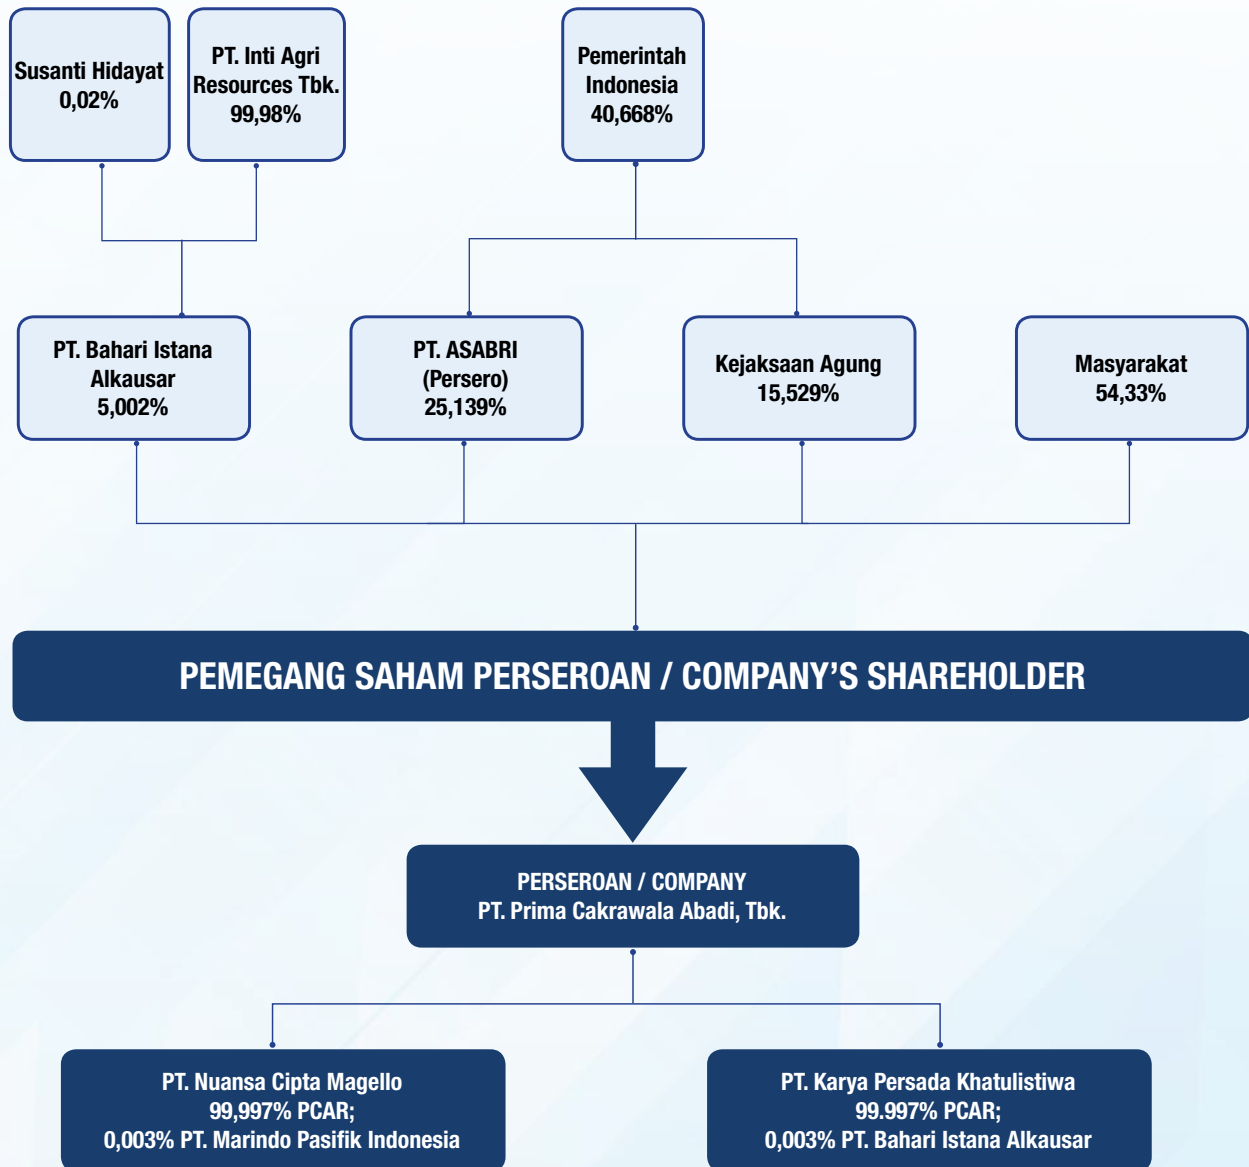 Susanti Hidayat
0,02%
PT. Inti Agri
Resources Tbk.
99,98%
Pemerintah
Indonesia
40,668%
PT. Bahari Istana
Alkausar
5,002%
PT. ASABRI
(Persero)
25,139%
Kejaksaan Agung
15,529%
Masyarakat
54,33%
PEMEGANG SAHAM PERSEROAN / COMPANY'S SHAREHOLDER
PERSEROAN / COMPANY
PT. Prima Cakrawala Abadi, Tbk.
PT. Nuansa Cipta Magello
99,997% PCAR;
0,003% PT. Marindo Pasifik Indonesia
PT. Karya Persada Khatulistiwa
99.997% PCAR;
0,003% PT. Bahari Istana Alkausar